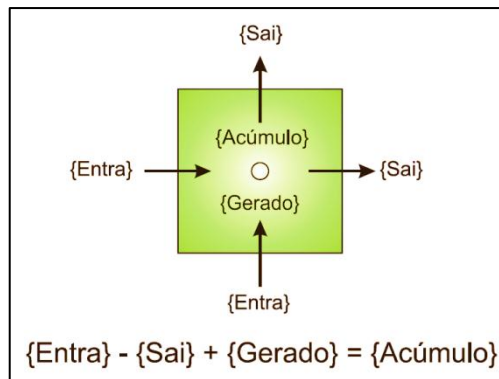 {Sai}
{Acúmulo}
{Entra}
{Sai}
{Gerado}
{Entra}
{Entra} - {Sai} + {Gerado} = {Acúmulo}